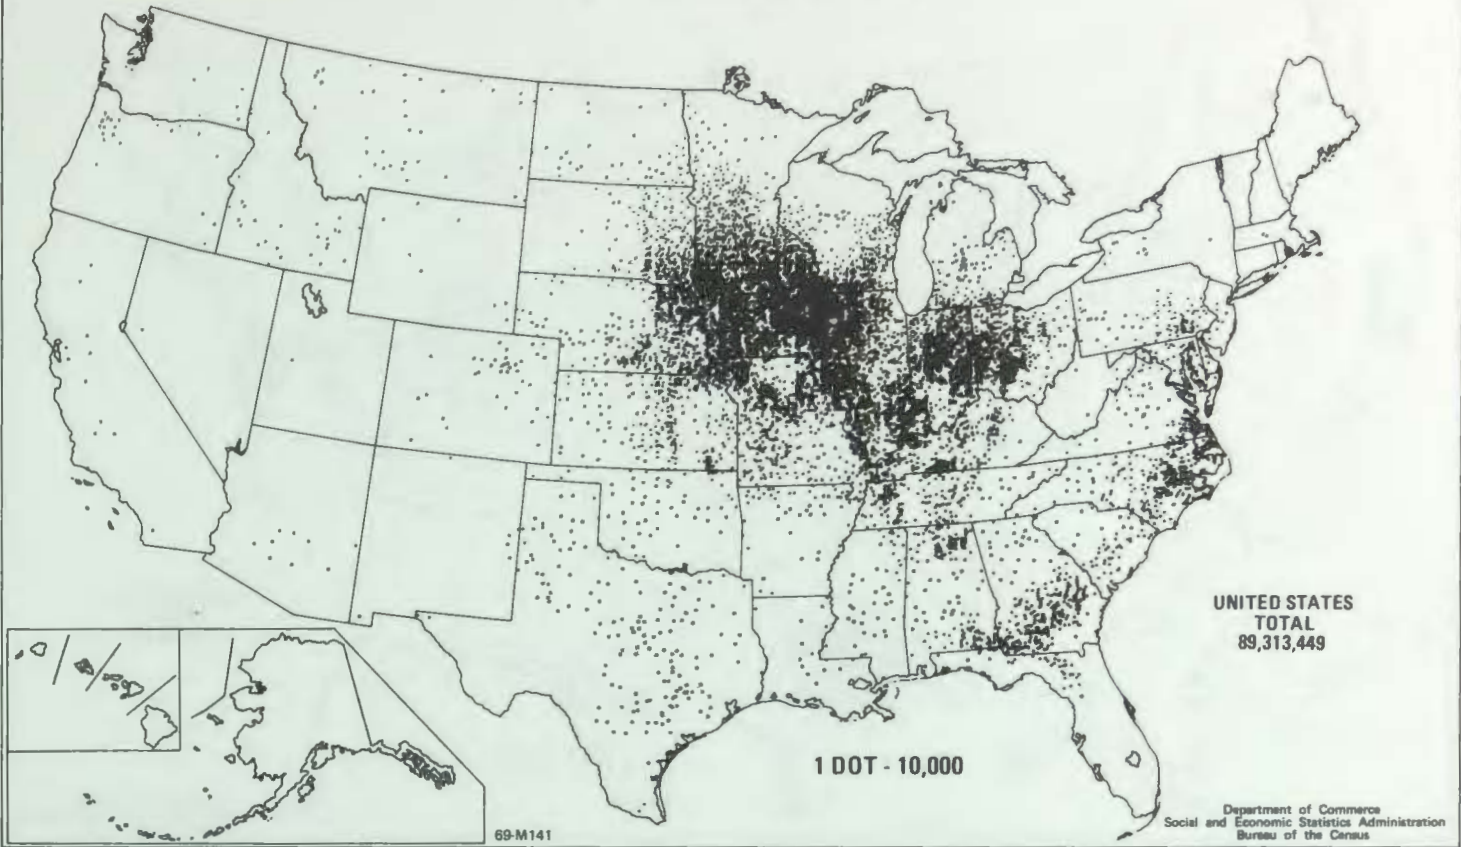 UNITED STATES
TOTAL
89,313,449
1 DOT - 10,000
69-M141
Department of Commerce
Social and Economic Statistics Administration
Bureau of the Census